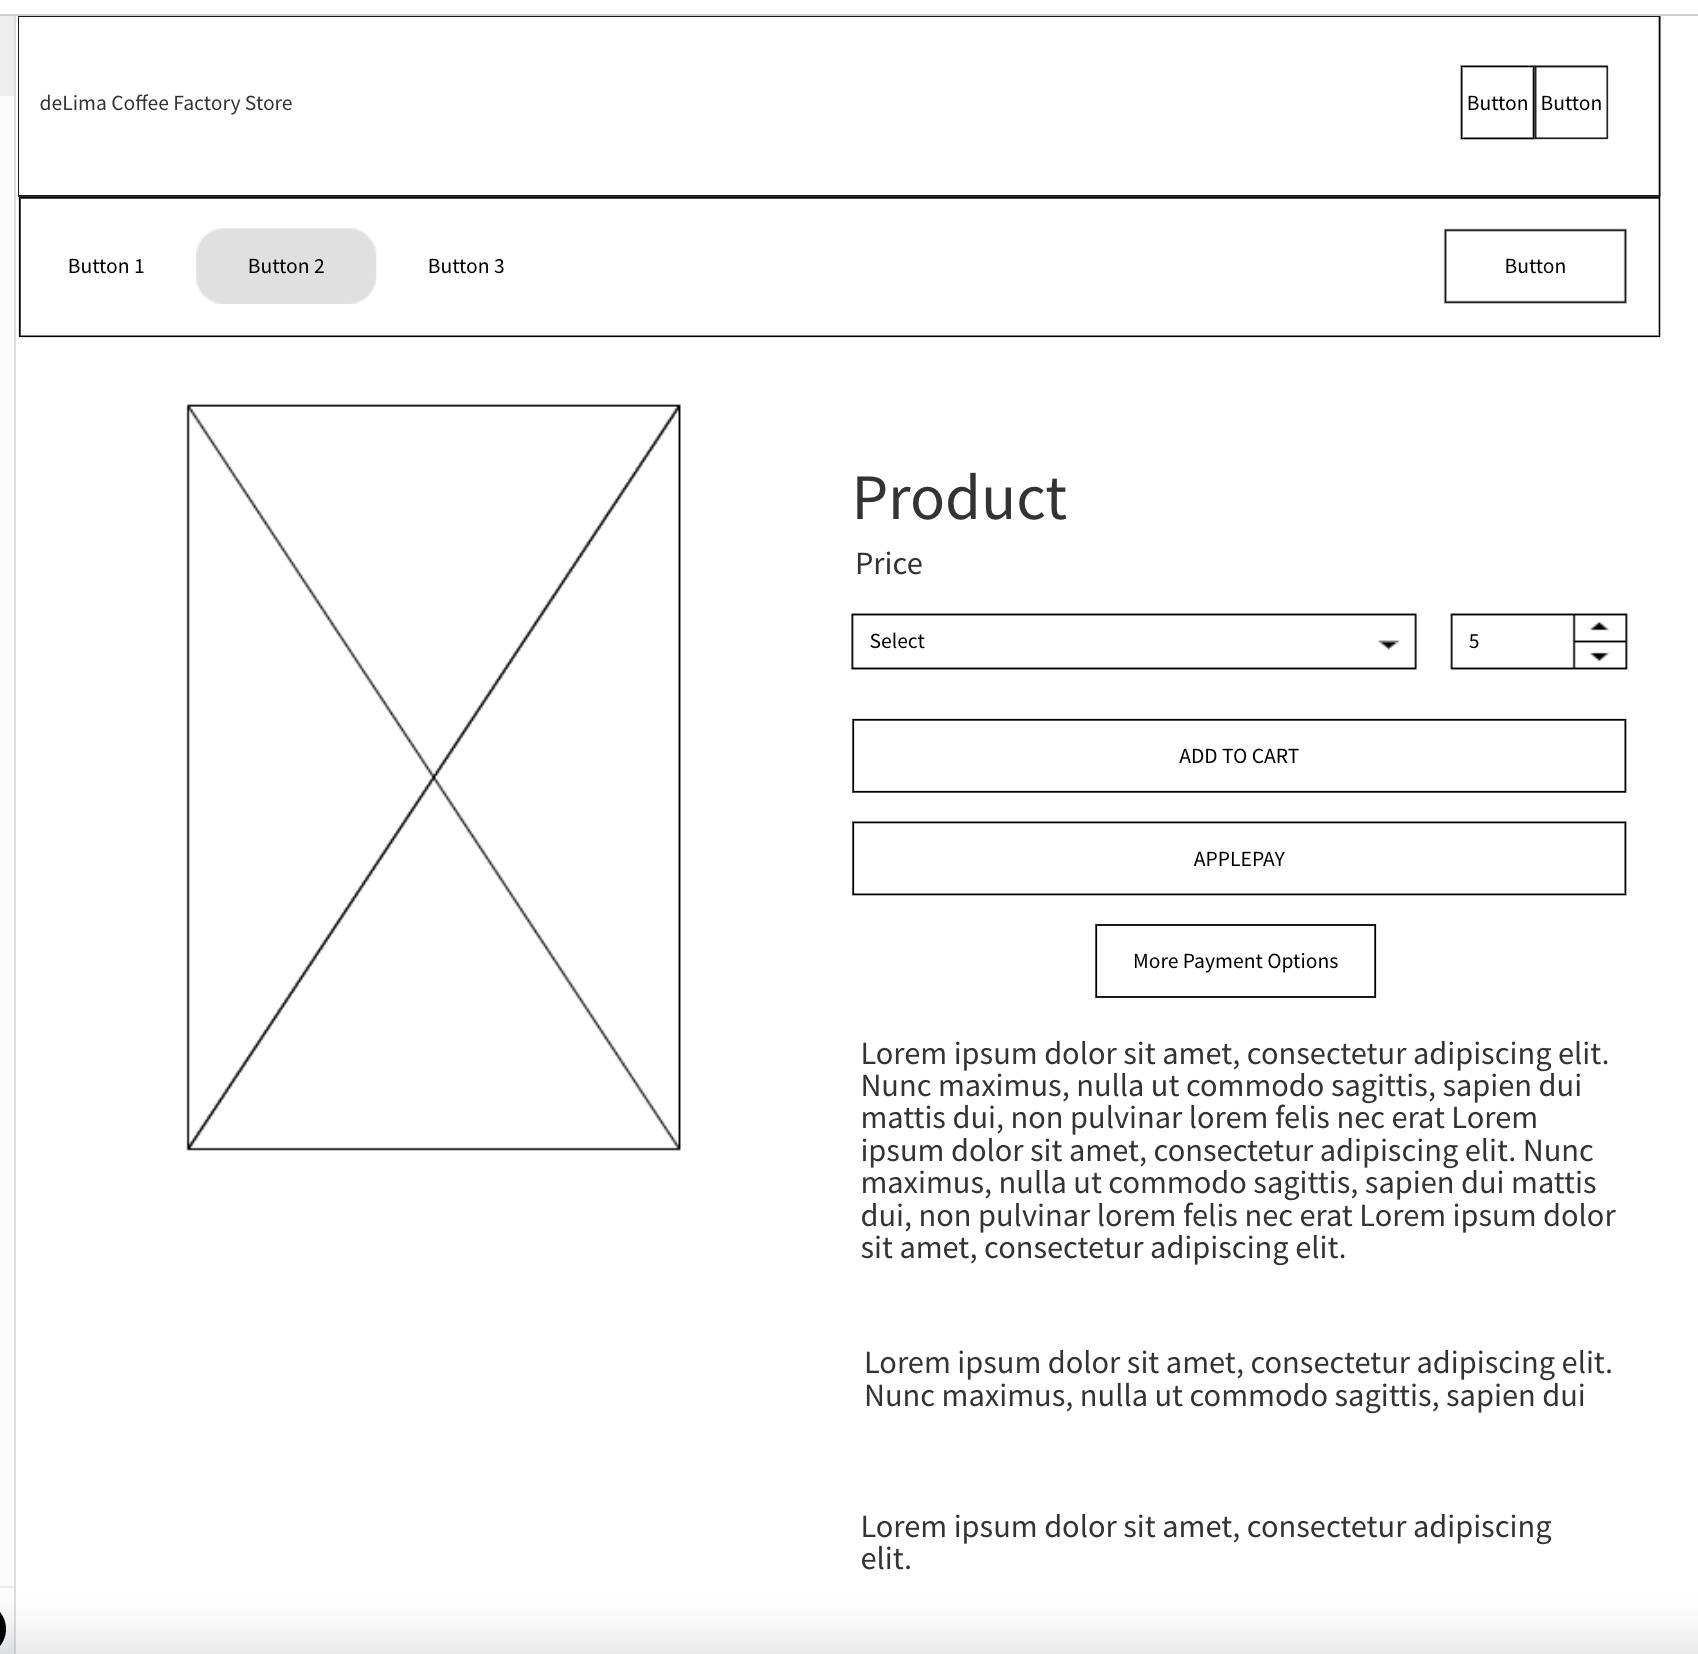 deLima Coffee Factory Store
Button Button
Button 1 Button 2 Button 3 Button
Product
Price
Select 5
ADD TO CART
APPLEPAY
More Payment Options
Lorem ipsum dolor sit amet, consectetur adipiscing elit.
Nunc maximus, nulla ut commodo sagittis, sapien dui
mattis dui, non pulvinar lorem felis nec erat Lorem
ipsum dolor sit amet, consectetur adipiscing elit. Nunc
maximus, nulla ut commodo sagittis, sapien dui mattis
dui, non pulvinar lorem felis nec erat Lorem ipsum dolor
sit amet, consectetur adipiscing elit.
Lorem ipsum dolor sit amet, consectetur adipiscing elit.
Nunc maximus, nulla ut commodo sagittis, sapien dui
Lorem ipsum dolor sit amet, consectetur adipiscing
elit.